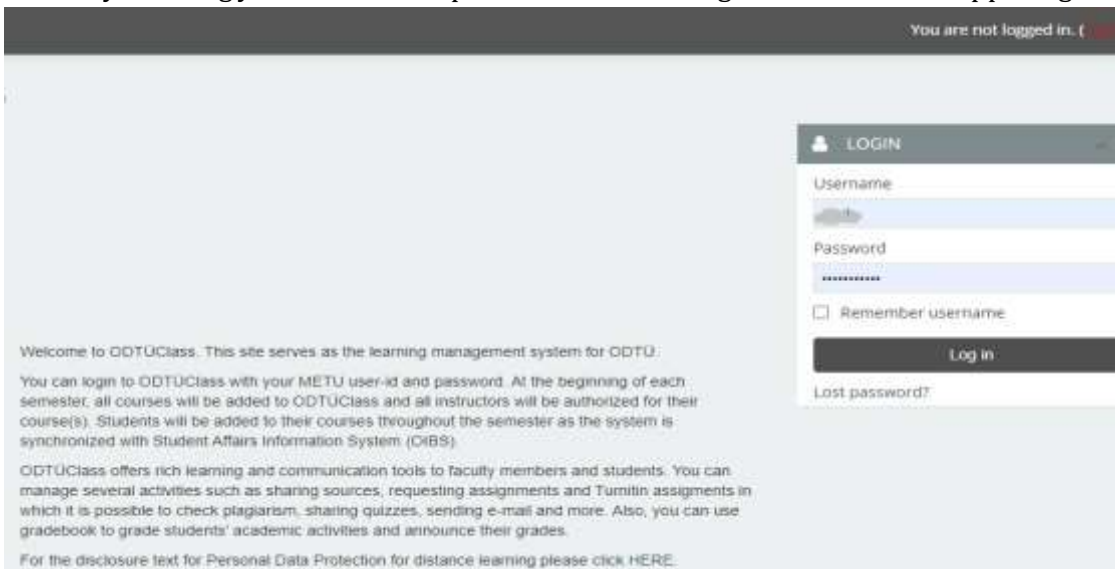 You are not logged in. (
LOGIN
Username
Password
Remember username
Log in
Lost password?
Welcome to ODTÜClass. This site serves as the learning management system for ODTÜ.
You can login to ODTÜClass with your METU user-id and password. At the beginning of each
semester, all courses will be added to ODTÜClass and all instructors will be authorized for their
course(s). Students will be added to their courses throughout the semester as the system is
synchronized with Student Affairs Information System (OIBS).
ODTÜClass offers rich learning and communication tools to faculty members and students. You can
manage several activities such as sharing sources, requesting assignments and Turnitin assigments in
which it is possible to check plagiarism, sharing quizzes, sending e-mail and more. Also, you can use
gradebook to grade students' academic activities and announce their grades.
For the disclosure text for Personal Data Protection for distance learning please click HERE.